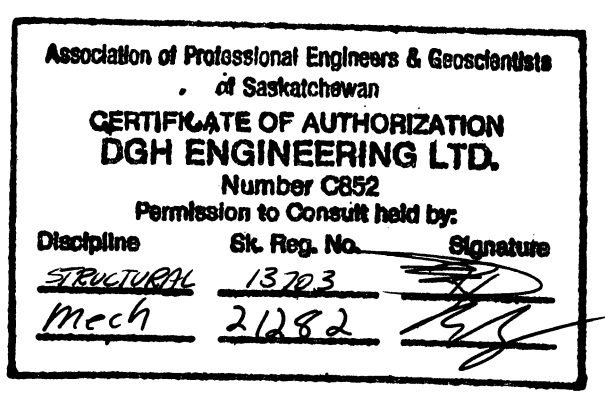 Association of Professional Engineers & Geoscientists
of Saskatchewan
CERTIFICATE OF AUTHORIZATION
DGH ENGINEERING LTD.
Number C852
Permission to Consult held by:
Discipline Sk. Reg. No. Signature
STRUCTURAL 13703
Mech 21282